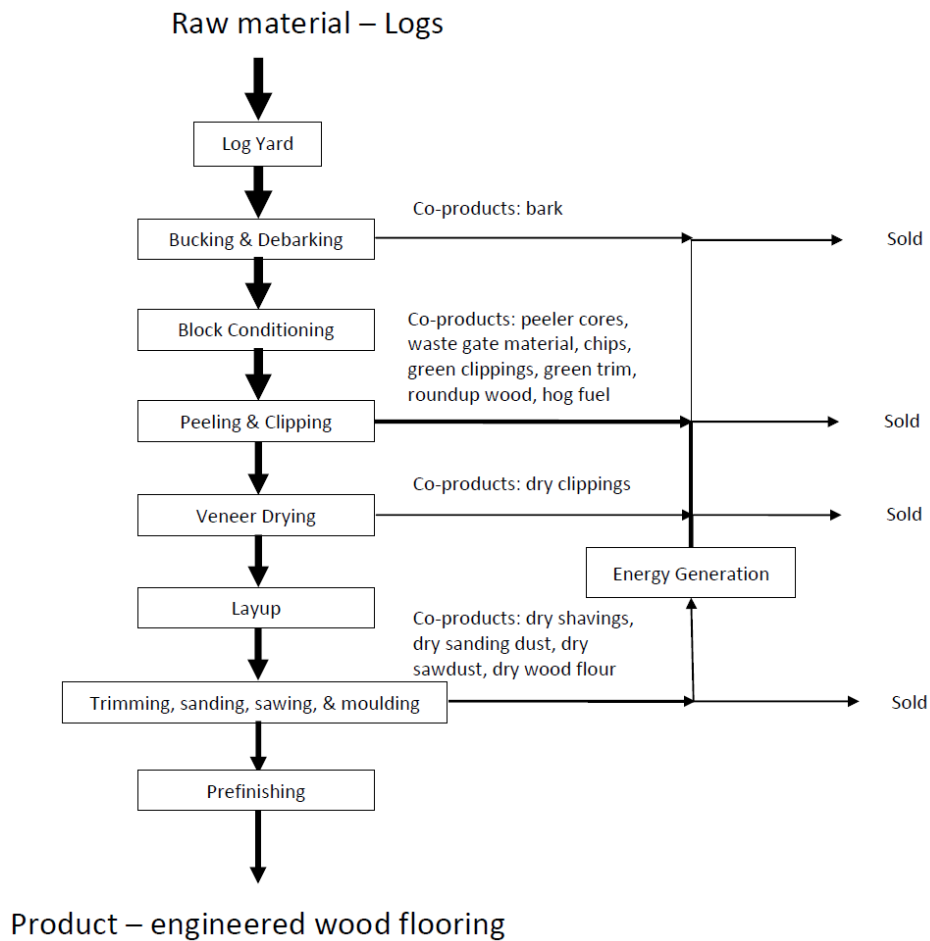 Raw material – Logs
Log Yard
Co-products: bark
Bucking & Debarking
Sold
Block Conditioning
Co-products: peeler cores,
waste gate material, chips,
green clippings, green trim,
roundup wood, hog fuel
Peeling & Clipping
Sold
Co-products: dry clippings
Veneer Drying
Sold
Energy Generation
Layup
Co-products: dry shavings,
dry sanding dust, dry
sawdust, dry wood flour
Trimming, sanding, sawing, & moulding
Sold
Prefinishing
Product – engineered wood flooring